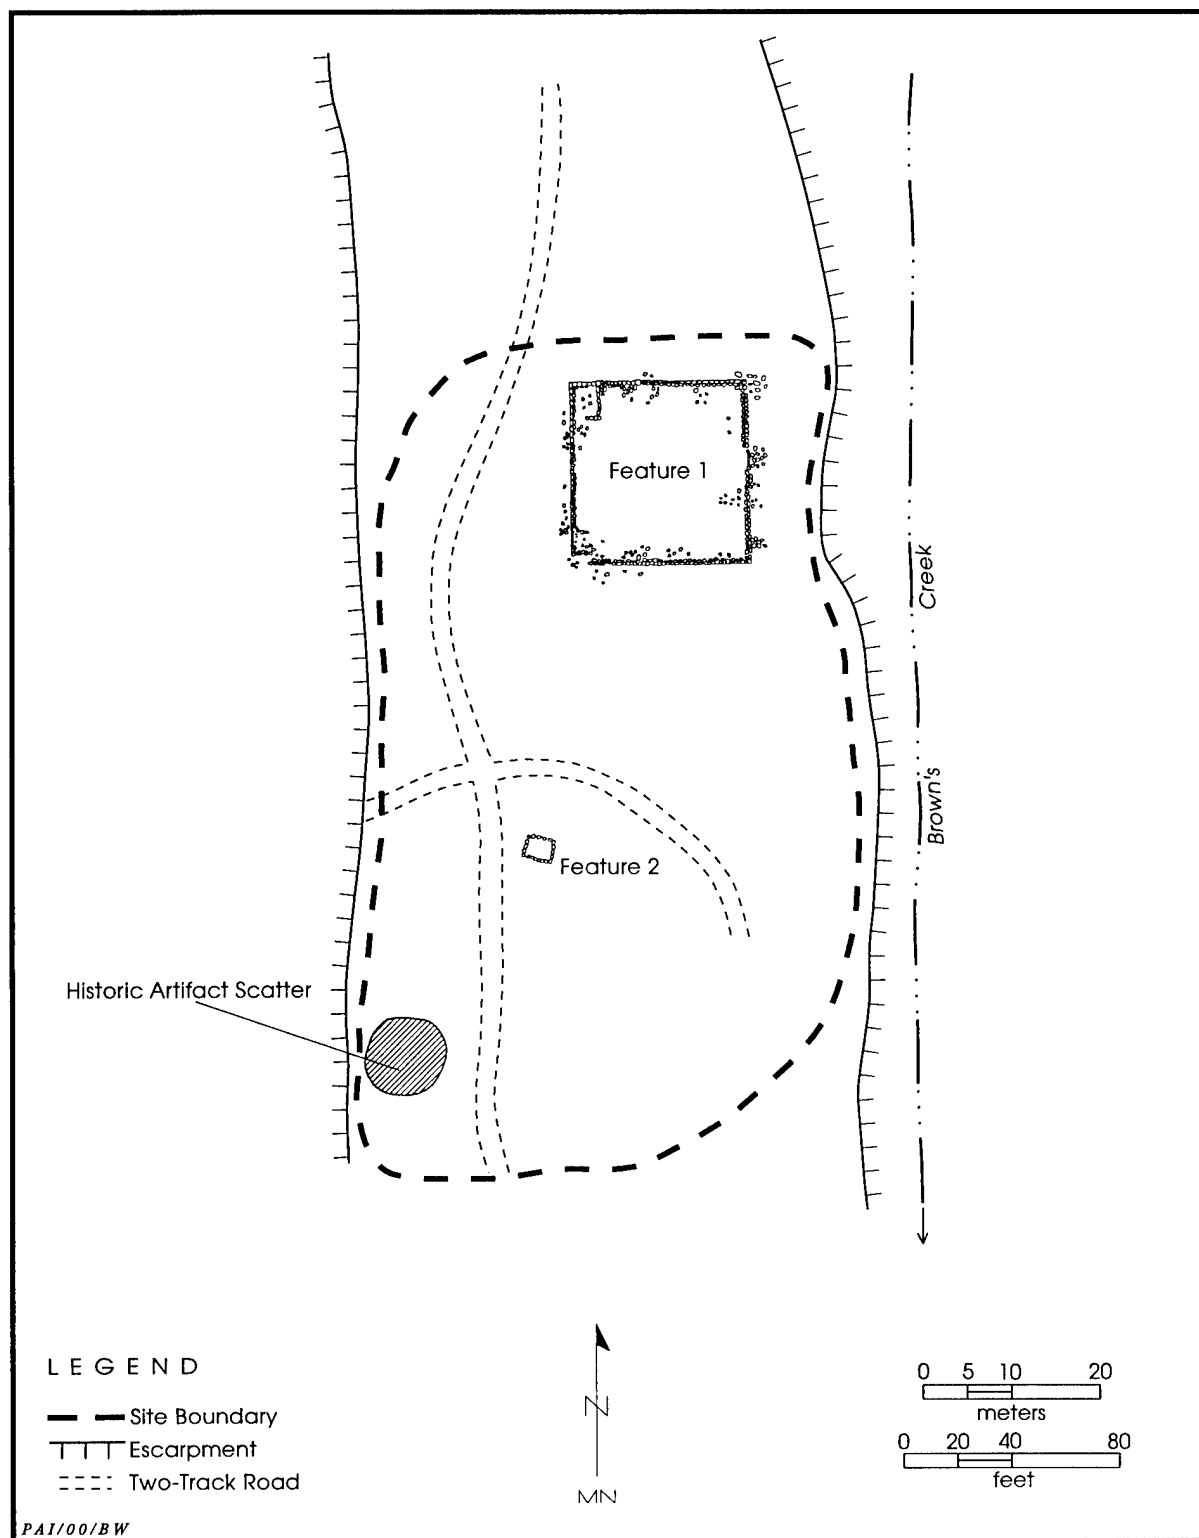 Feature 1
Creek
Brown's
Feature 2
Historic Artifact Scatter
LEGEND
Site Boundary
Escarpment
Two-Track Road
N
MN
0 5 10 20
meters
0 20 40 80
feet
PAI/00/BW